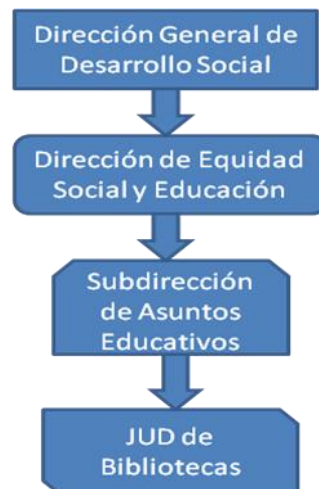 Dirección General de
Desarrollo Social
Dirección de Equidad
Social y Educación
Subdirección
de Asuntos
Educativos
JUD de
Bibliotecas